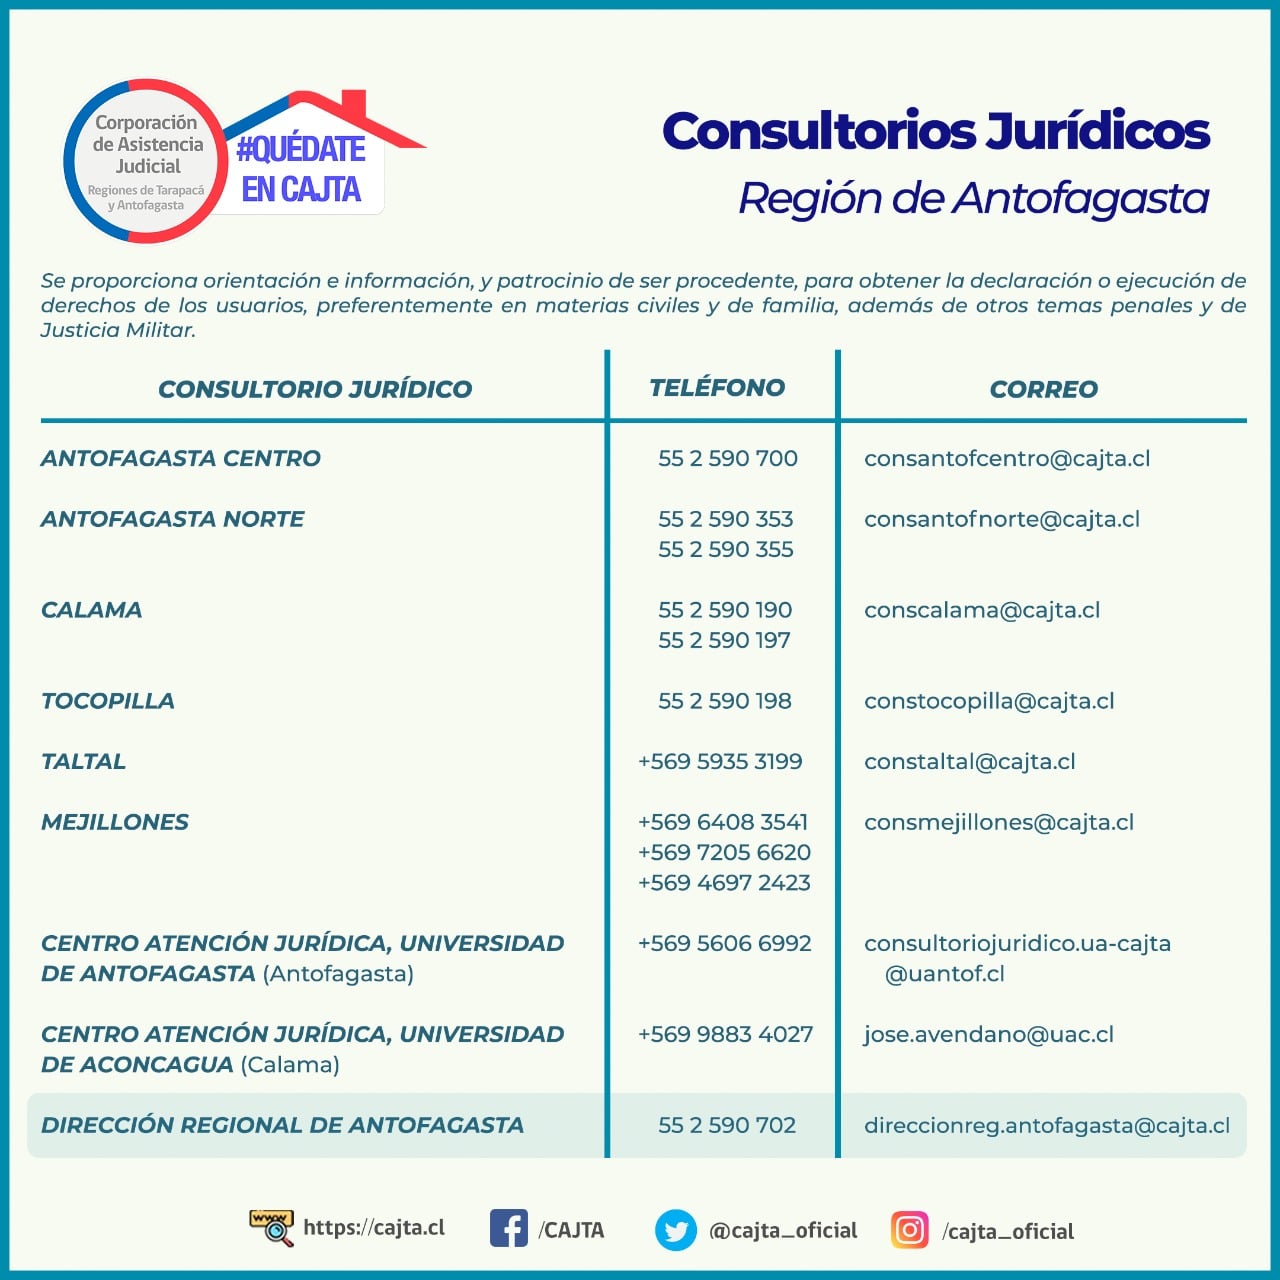 Corporación
de Asistencia
Judicial
Regiones de Tarapacá
y Antofagasta
#QUÉDATE
EN CAJTA
Consultorios Jurídicos
Región de Antofagasta
Se proporciona orientación e información, y patrocinio de ser procedente, para obtener la declaración o ejecución de
derechos de los usuarios, preferentemente en materias civiles y de familia, además de otros temas penales y de
Justicia Militar.
CONSULTORIO JURÍDICO TELÉFONO CORREO
ANTOFAGASTA CENTRO 55 2 590 700 consantofcentro@cajta.cl
ANTOFAGASTA NORTE 55 2 590 353 consantofnorte@cajta.cl
55 2 590 355
CALAMA 55 2 590 190 conscalama@cajta.cl
55 2 590 197
TOCOPILLA 55 2 590 198 constocopilla@cajta.cl
TALTAL +569 5935 3199 constaltal@cajta.cl
MEJILLONES +569 6408 3541 consmejillones@cajta.cl
+569 7205 6620
+569 4697 2423
CENTRO ATENCIÓN JURÍDICA, UNIVERSIDAD +569 5606 6992 consultoriojuridico.ua-cajta
DE ANTOFAGASTA (Antofagasta) @uantof.cl
CENTRO ATENCIÓN JURÍDICA, UNIVERSIDAD +569 9883 4027 jose.avendano@uac.cl
DE ACONCAGUA (Calama)
DIRECCIÓN REGIONAL DE ANTOFAGASTA 55 2 590 702 direccionreg.antofagasta@cajta.cl
www https://cajta.cl /CAJTA @cajta_oficial /cajta_oficial